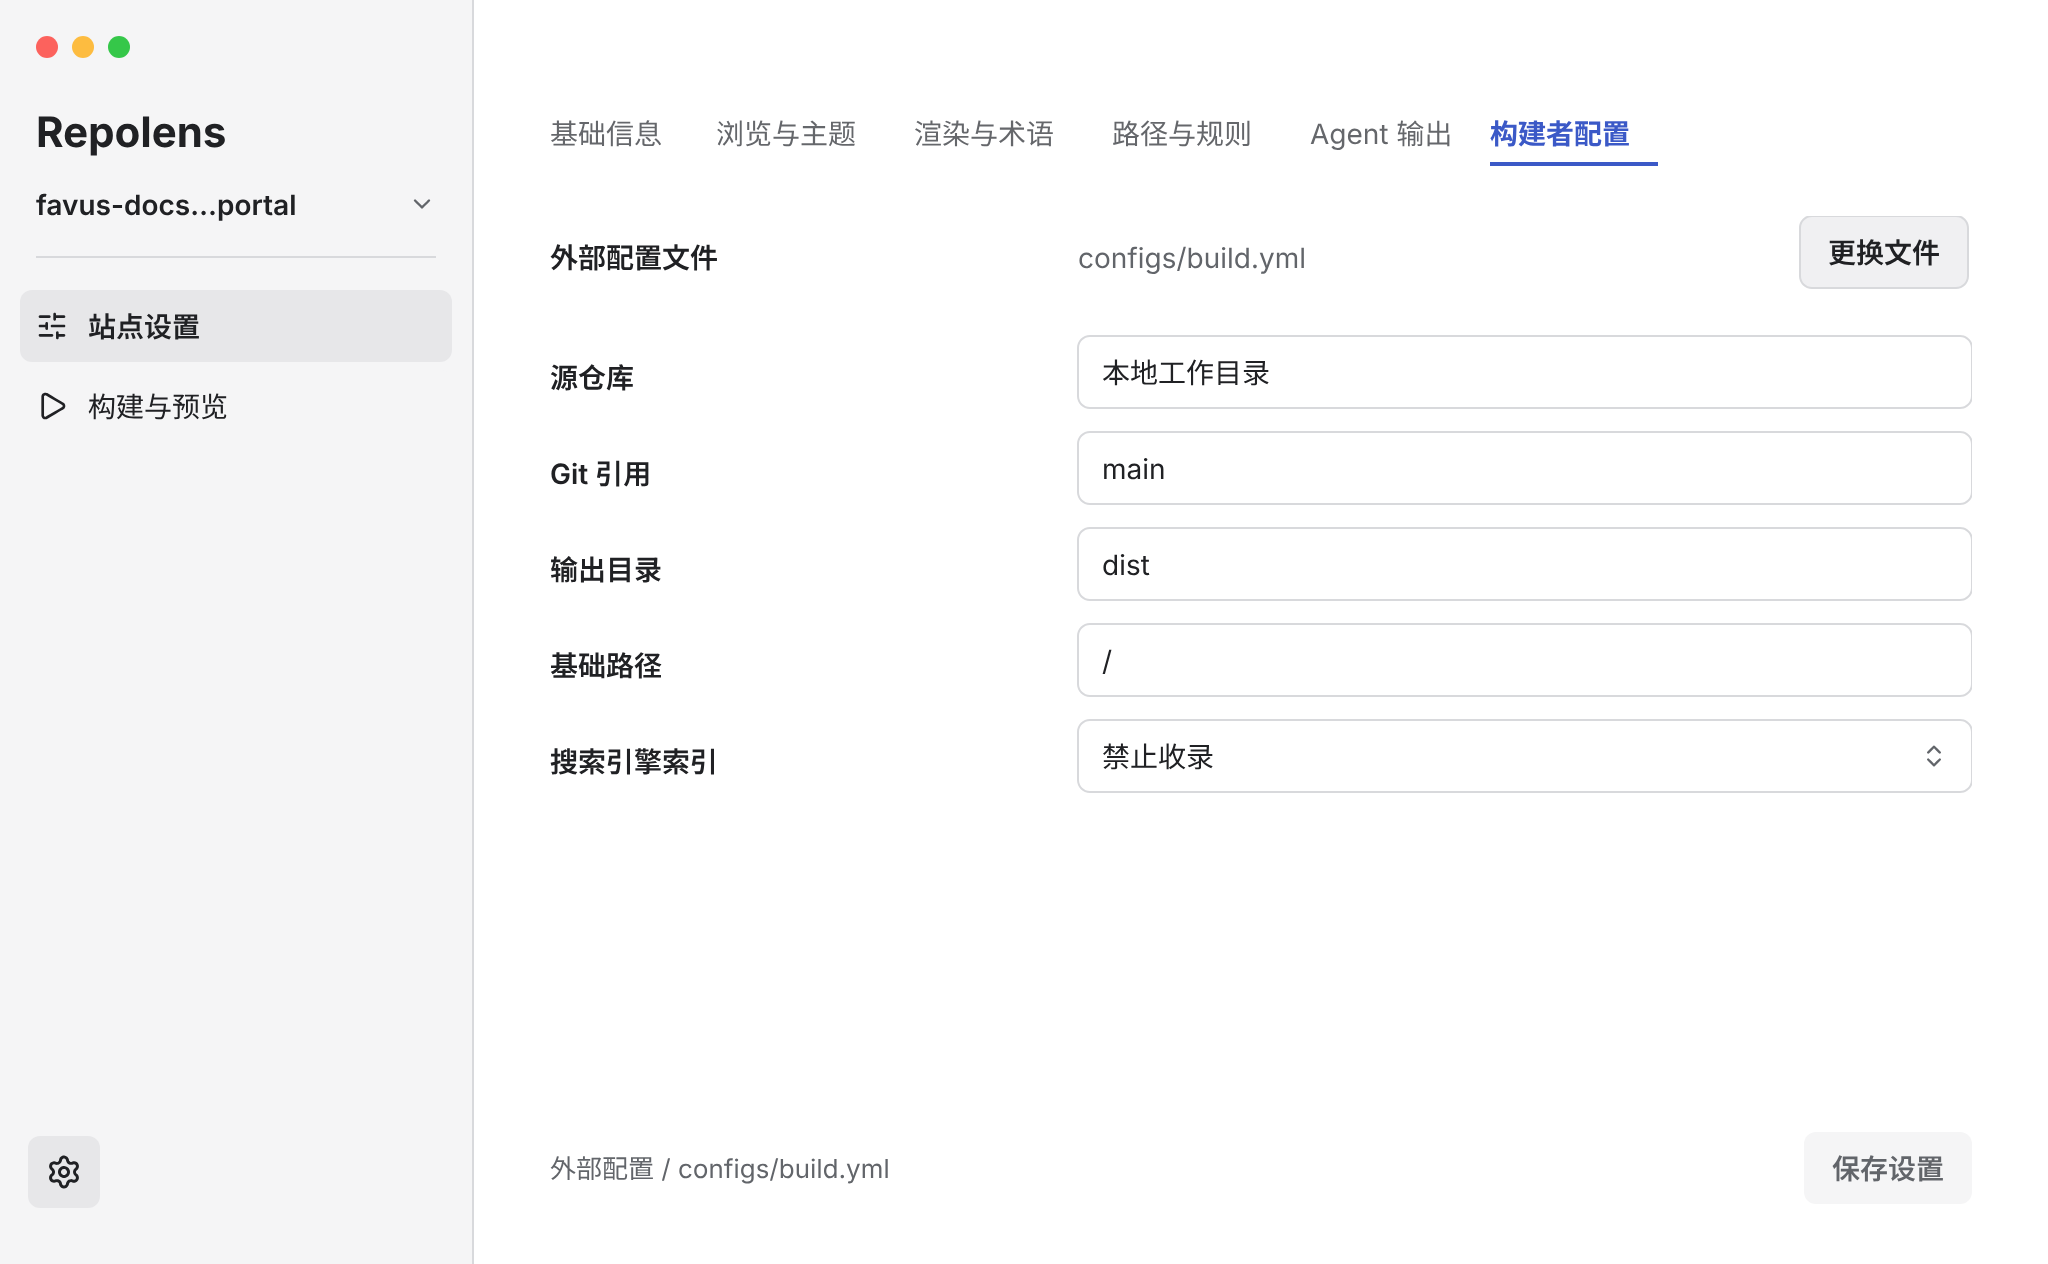 Repolens
favus-docs...portal
站点设置
构建与预览
基础信息 浏览与主题 渲染与术语 路径与规则 Agent 输出 构建者配置
外部配置文件 configs/build.yml 更换文件
源仓库 本地工作目录
Git 引用 main
输出目录 dist
基础路径 /
搜索引擎索引 禁止收录
外部配置 / configs/build.yml 保存设置